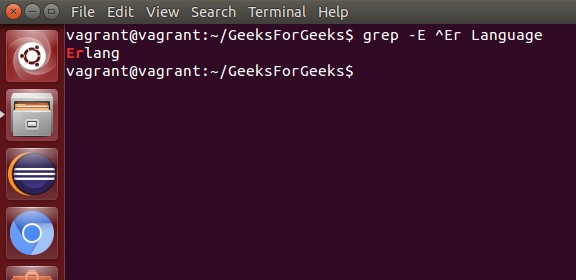 File Edit View Search Terminal Help
vagrant@vagrant:~/GeeksForGeeks$ grep -E ^Er Language
Erlang
vagrant@vagrant:~/GeeksForGeeks$